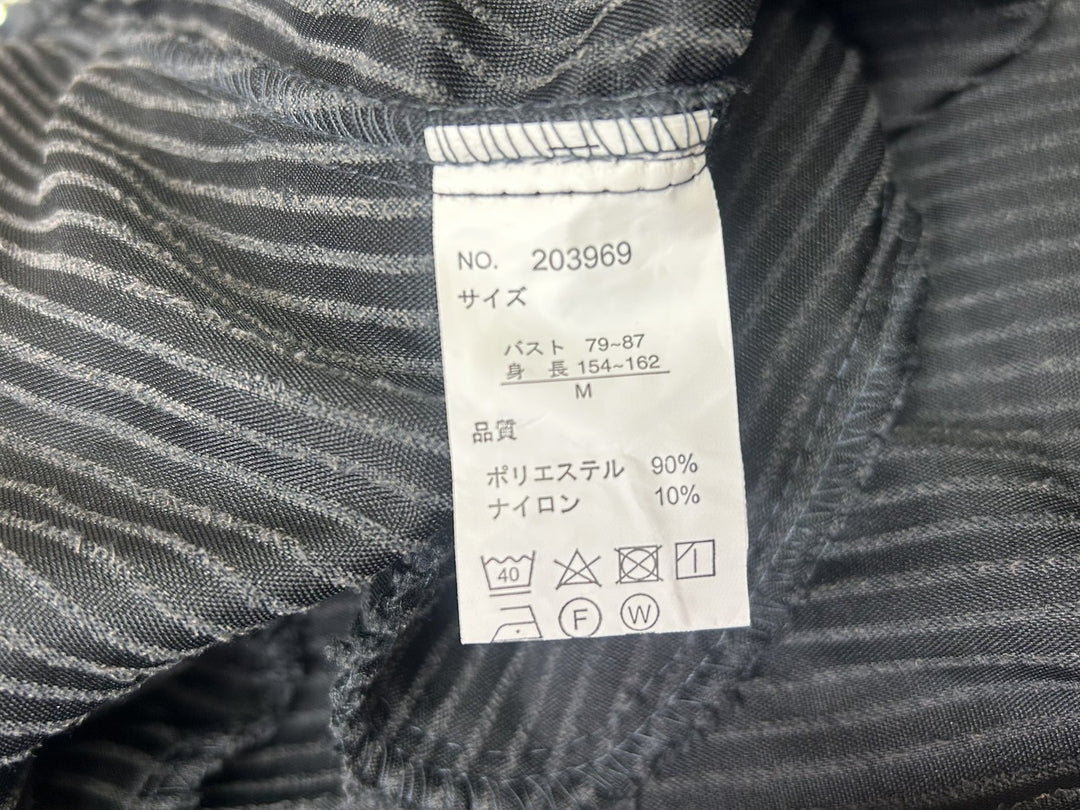 NO. 203969
サイズ
バスト 79~87
身 長 154~162
M
品質
ポリエステル 90%
ナイロン 10%
40
F W